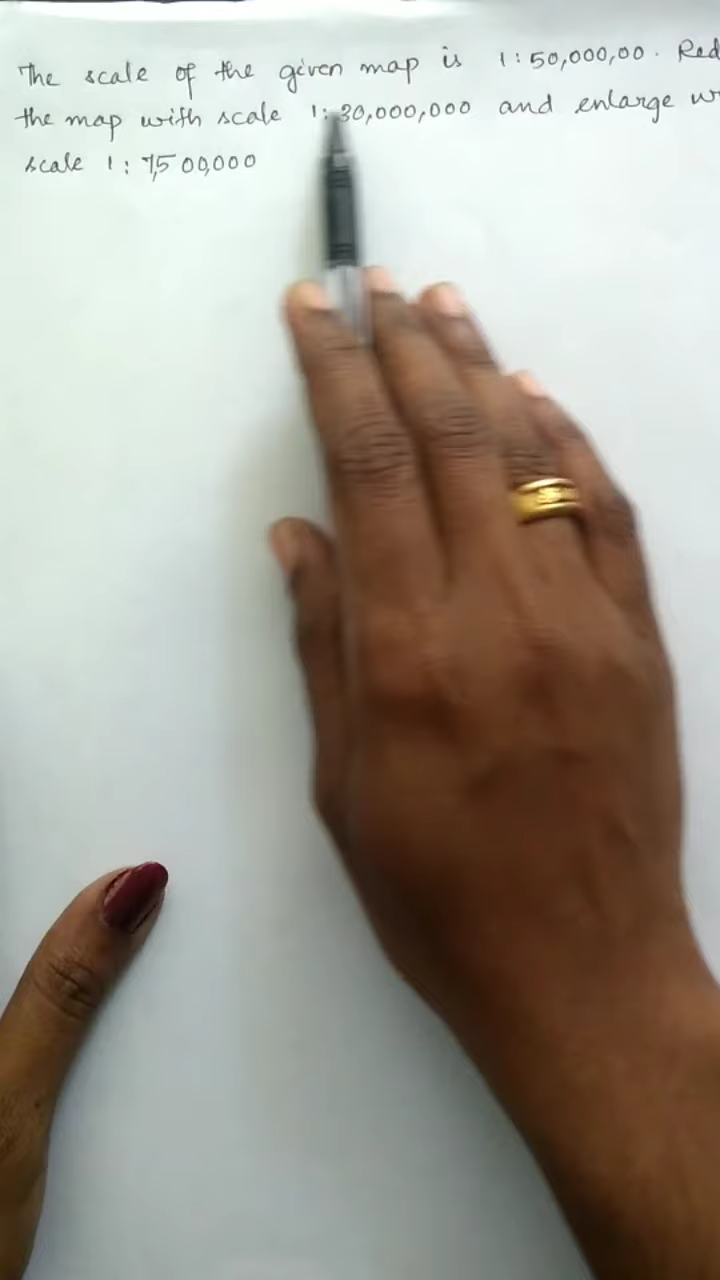 The scale of the given map is 1:50,000,00. Red
the map with scale 1:30,000,000 and enlarge
scale 1: 7,500,000